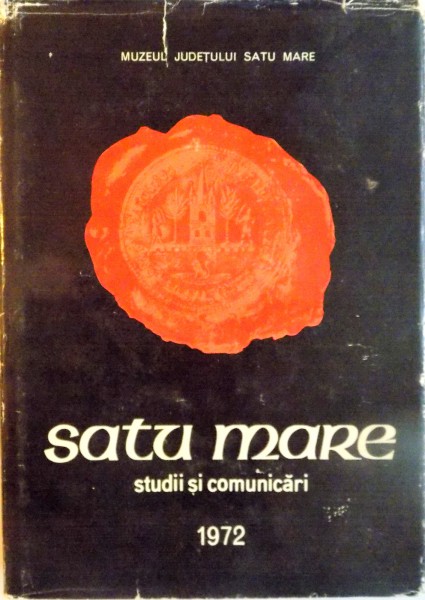 MUZEUL JUDEȚULUI SATU MARE
satu mare
studii și comunicări
1972